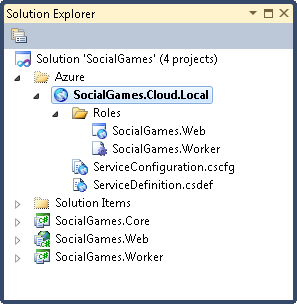 Solution Explorer
Solution 'SocialGames' (4 projects)
Azure
SocialGames.Cloud.Local
Roles
SocialGames.Web
SocialGames.Worker
ServiceConfiguration.cscfg
ServiceDefinition.csdef
Solution Items
SocialGames.Core
SocialGames.Web
SocialGames.Worker